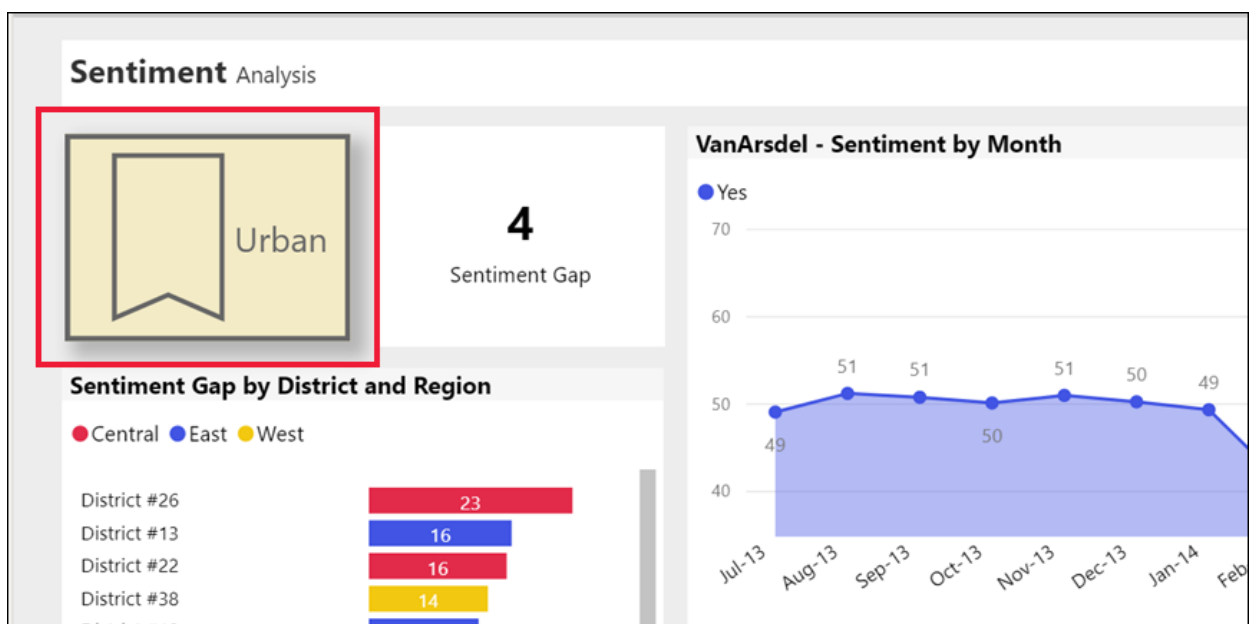 Sentiment Analysis
Urban
4
Sentiment Gap
VanArsdel - Sentiment by Month
Yes
70
60
50
40
51
51
51
50
49
49
50
Jul-13
Aug-13
Sep-13
Oct-13
Nov-13
Dec-13
Jan-14
Feb
Sentiment Gap by District and Region
Central East West
District #26 23
District #13 16
District #22 16
District #38 14